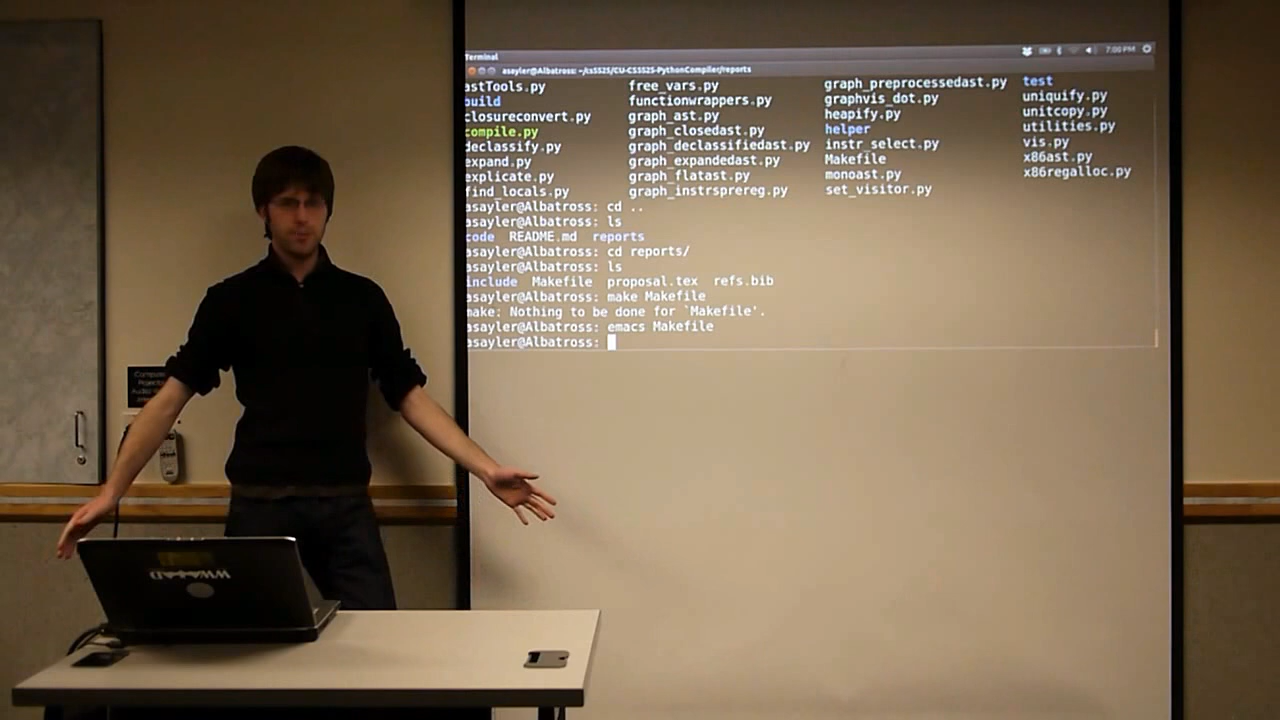 Terminal
7:00 PM
asayler@Albatross: ~/cs5525/CU-CS5525-PythonCompiler/reports
astTools.py free_vars.py graph_preprocessedast.py test
build functionwrappers.py graphvis_dot.py uniquify.py
closureconvert.py graph_ast.py heapify.py unitcopy.py
compile.py graph_closedast.py helper utilities.py
declassify.py graph_declassifiedast.py instr_select.py vis.py
expand.py graph_expandedast.py Makefile x86ast.py
explicate.py graph_flatast.py monoast.py x86regalloc.py
find_locals.py graph_instrsprereg.py set_visitor.py
asayler@Albatross: cd ..
asayler@Albatross: ls
code README.md reports
asayler@Albatross: cd reports/
asayler@Albatross: ls
include Makefile proposal.tex refs.bib
asayler@Albatross: make Makefile
make: Nothing to be done for `Makefile'.
asayler@Albatross: emacs Makefile
asayler@Albatross: